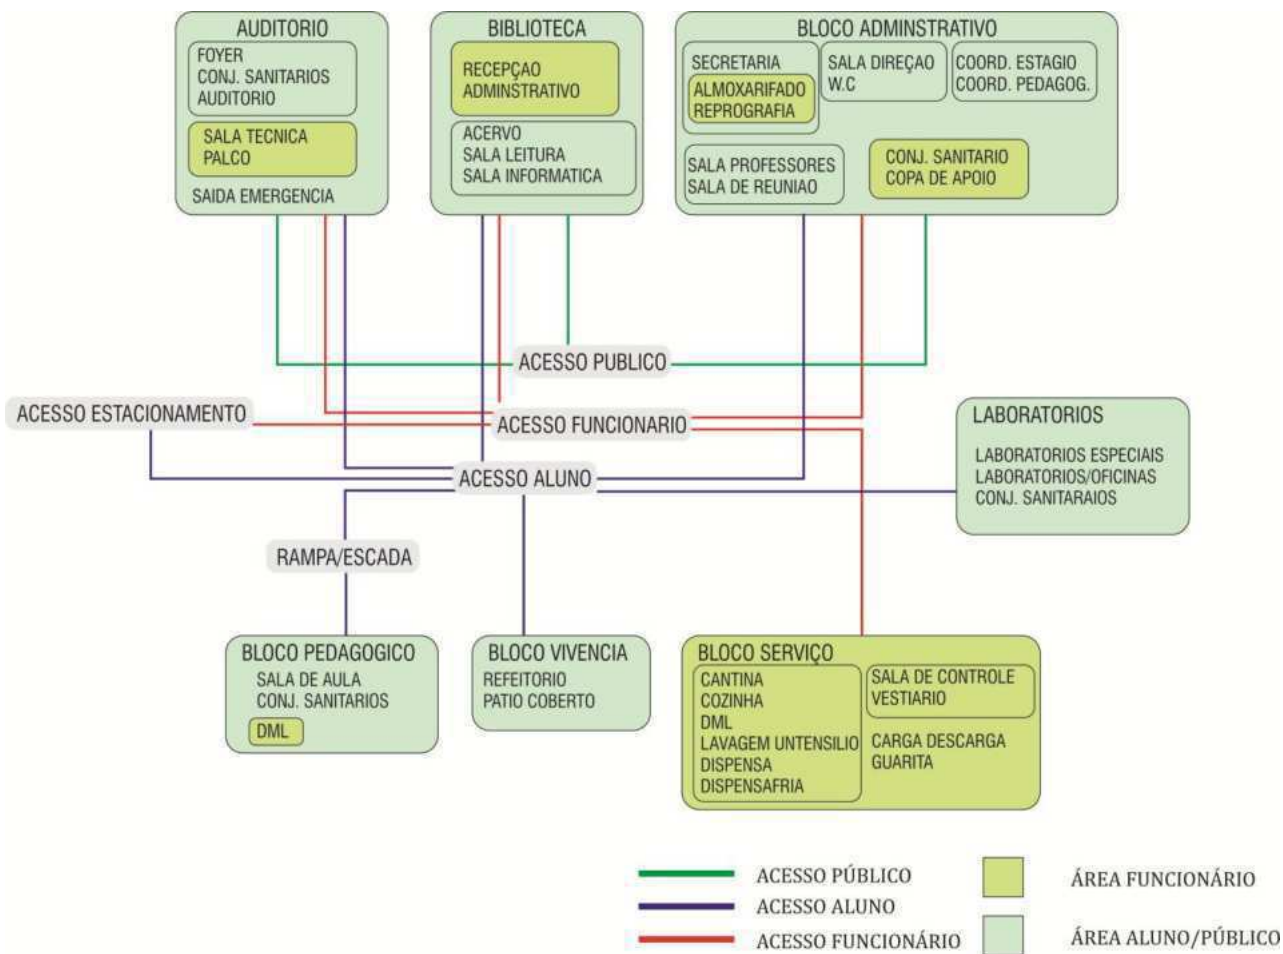 AUDITORIO
FOYER
CONJ. SANITARIOS
AUDITORIO
SALA TECNICA
PALCO
SAIDA EMERGENCIA
BIBLIOTECA
RECEPÇAO
ADMINSTRATIVO
ACERVO
SALA LEITURA
SALA INFORMATICA
BLOCO ADMINSTRATIVO
SECRETARIA
ALMOXARIFADO
REPROGRAFIA
SALA DIREÇAO
W.C
COORD. ESTAGIO
COORD. PEDAGOG.
SALA PROFESSORES
SALA DE REUNIAO
CONJ. SANITARIO
COPA DE APOIO
ACESSO PUBLICO
ACESSO ESTACIONAMENTO
ACESSO FUNCIONARIO
ACESSO ALUNO
LABORATORIOS
LABORATORIOS ESPECIAIS
LABORATORIOS/OFICINAS
CONJ. SANITARAIOS
RAMPA/ESCADA
BLOCO PEDAGOGICO
SALA DE AULA
CONJ. SANITARIOS
DML
BLOCO VIVENCIA
REFEITORIO
PATIO COBERTO
BLOCO SERVIÇO
CANTINA
COZINHA
DML
LAVAGEM UNTENSILIO
DISPENSA
DISPENSAFRIA
SALA DE CONTROLE
VESTIARIO
CARGA DESCARGA
GUARITA
ACESSO PÚBLICO
ACESSO ALUNO
ACESSO FUNCIONÁRIO
ÁREA FUNCIONÁRIO
ÁREA ALUNO/PÚBLICO